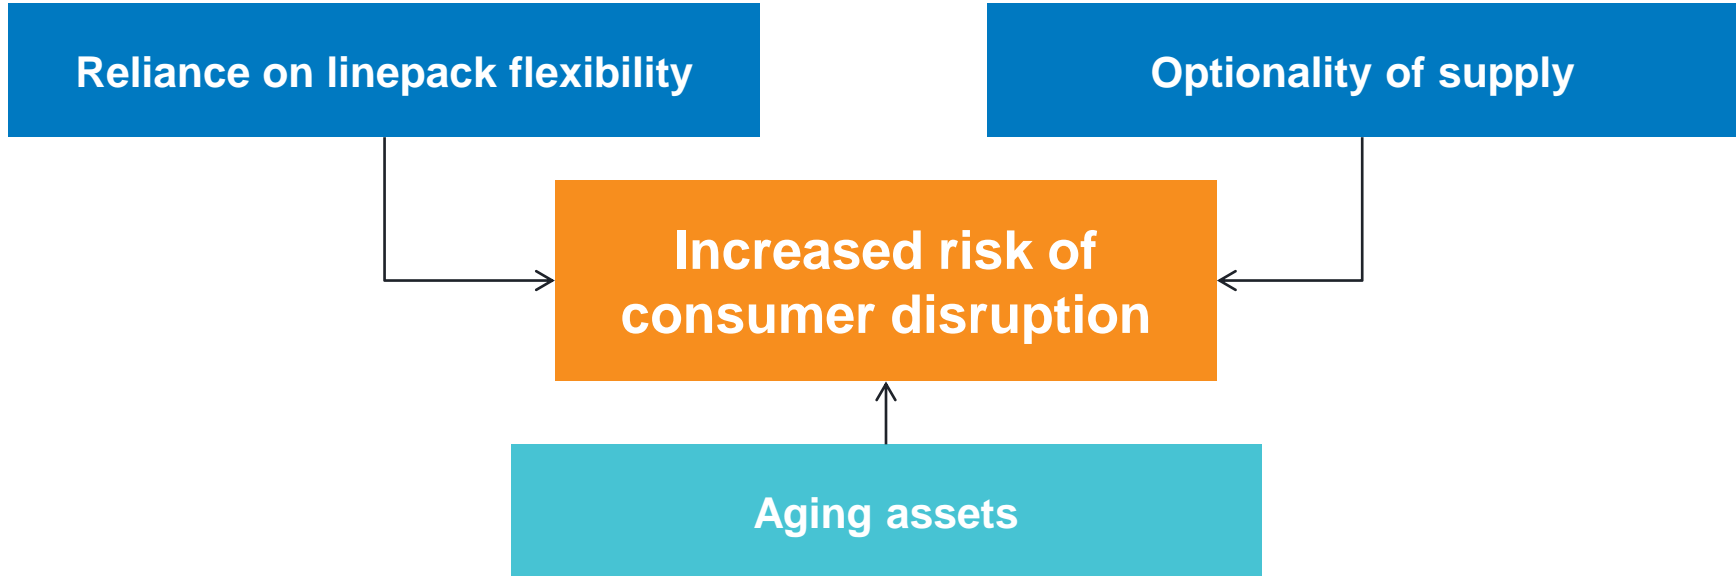 Reliance on linepack flexibility
Optionality of supply
Increased risk of
consumer disruption
Aging assets